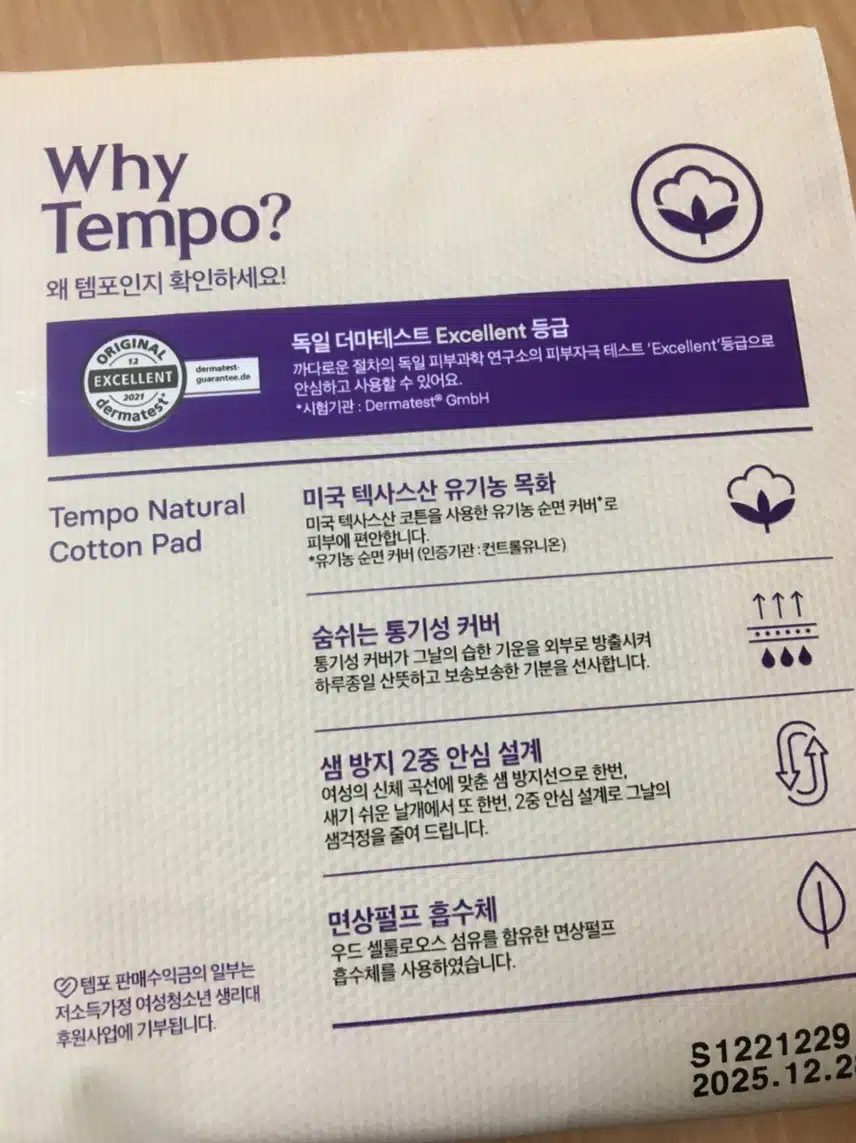 Why
Tempo?
왜 템포인지 확인하세요!
ORIGINAL
12
EXCELLENT
2021
dermatest®
dermatest-
guarantee.de
독일 더마테스트 Excellent 등급
까다로운 절차의 독일 피부과학 연구소의 피부자극 테스트 ‘Excellent’등급으로
안심하고 사용할 수 있어요.
*시험기관 : Dermatest® GmbH
Tempo Natural
Cotton Pad
미국 텍사스산 유기농 목화
미국 텍사스산 코튼을 사용한 유기농 순면 커버*로
피부에 편안합니다.
*유기농 순면 커버 (인증기관 : 컨트롤유니온)
숨쉬는 통기성 커버
통기성 커버가 그날의 습한 기운을 외부로 방출시켜
하루종일 산뜻하고 보송보송한 기분을 선사합니다.
샘 방지 2중 안심 설계
여성의 신체 곡선에 맞춘 샘 방지선으로 한번,
새기 쉬운 날개에서 또 한번, 2중 안심 설계로 그날의
샘걱정을 줄여 드립니다.
면상펄프 흡수체
우드 셀룰로오스 섬유를 함유한 면상펄프
흡수체를 사용하였습니다.
템포 판매수익금의 일부는
저소득가정 여성청소년 생리대
후원사업에 기부됩니다.
S1221229
2025.12.2